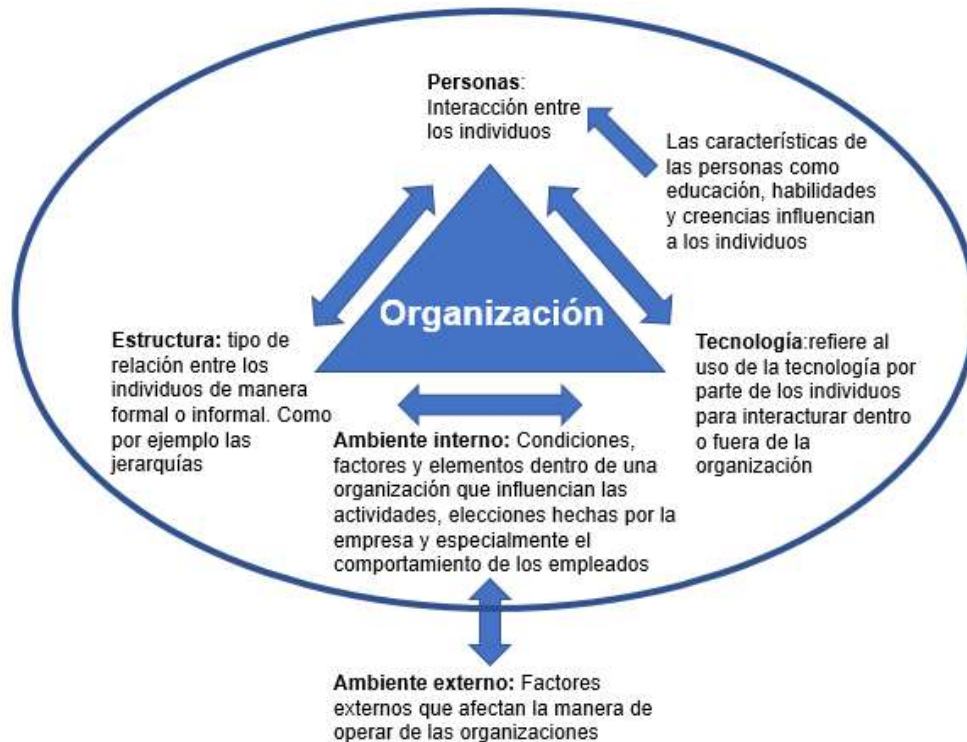 Personas:
Interacción entre
los individuos
Las características de
las personas como
educación, habilidades
y creencias influencian
a los individuos
Organización
Estructura: tipo de
relación entre los
individuos de manera
formal o informal. Como
por ejemplo las
jerarquías
Tecnología:refiere al
uso de la tecnología por
parte de los individuos
para interacturar dentro
o fuera de la
organización
Ambiente interno: Condiciones,
factores y elementos dentro de una
organización que influencian las
actividades, elecciones hechas por la
empresa y especialmente el
comportamiento de los empleados
Ambiente externo: Factores
externos que afectan la manera de
operar de las organizaciones